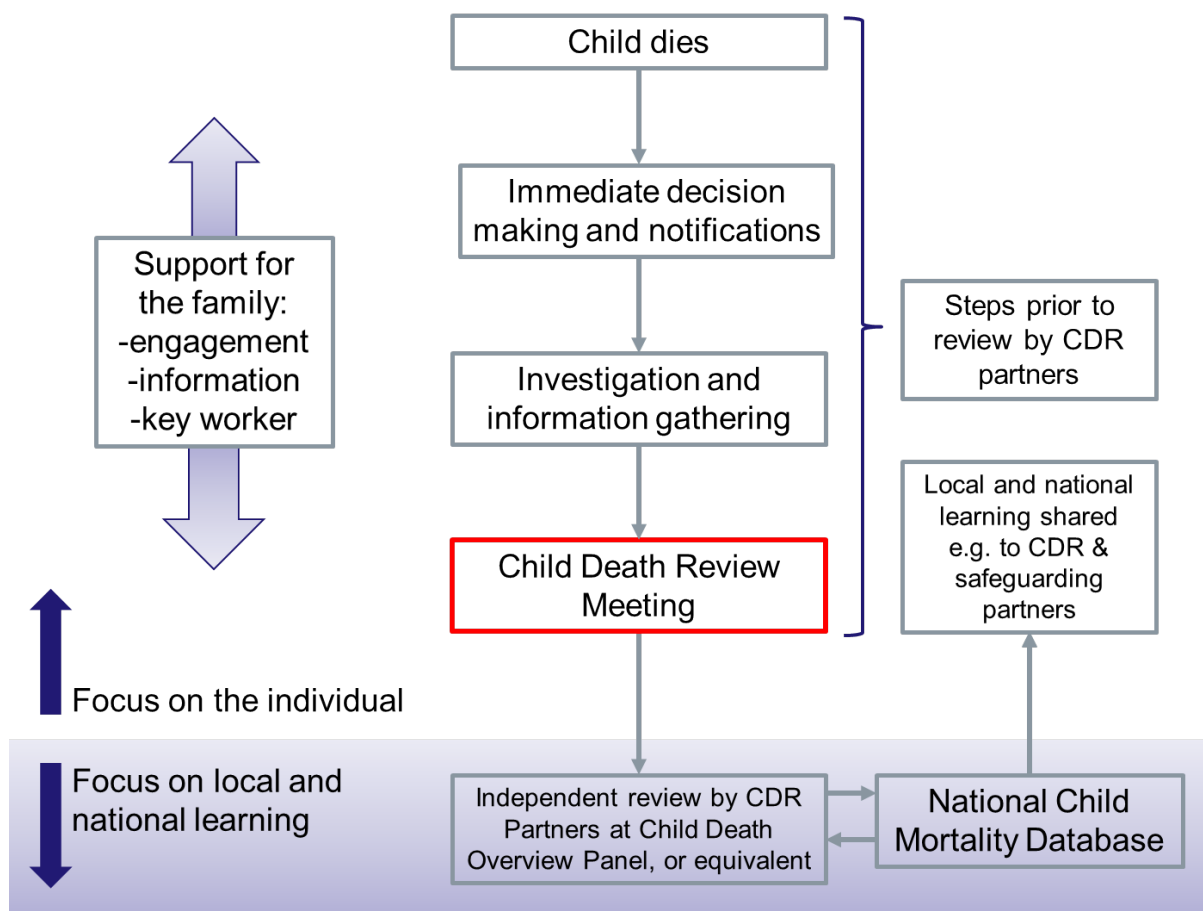 Child dies
Immediate decision
making and notifications
Support for
the family:
-engagement
-information
-key worker
Steps prior to
review by CDR
partners
Investigation and
information gathering
Local and national
learning shared
e.g. to CDR &
safeguarding
partners
Child Death Review
Meeting
Focus on the individual
Focus on local and
national learning
Independent review by CDR
Partners at Child Death
Overview Panel, or equivalent
National Child
Mortality Database